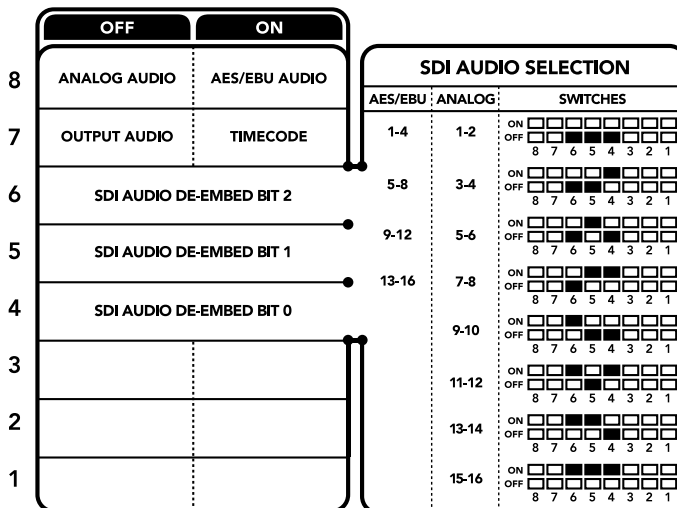 OFF ON
8 ANALOG AUDIO AES/EBU AUDIO
7 OUTPUT AUDIO TIMECODE
6 SDI AUDIO DE-EMBED BIT 2
5 SDI AUDIO DE-EMBED BIT 1
4 SDI AUDIO DE-EMBED BIT 0
3
2
1
SDI AUDIO SELECTION
AES/EBU ANALOG SWITCHES
1-4 1-2 ON
OFF
8 7 6 5 4 3 2 1
5-8 3-4 ON
OFF
8 7 6 5 4 3 2 1
9-12 5-6 ON
OFF
8 7 6 5 4 3 2 1
13-16 7-8 ON
OFF
8 7 6 5 4 3 2 1
9-10 ON
OFF
8 7 6 5 4 3 2 1
11-12 ON
OFF
8 7 6 5 4 3 2 1
13-14 ON
OFF
8 7 6 5 4 3 2 1
15-16 ON
OFF
8 7 6 5 4 3 2 1